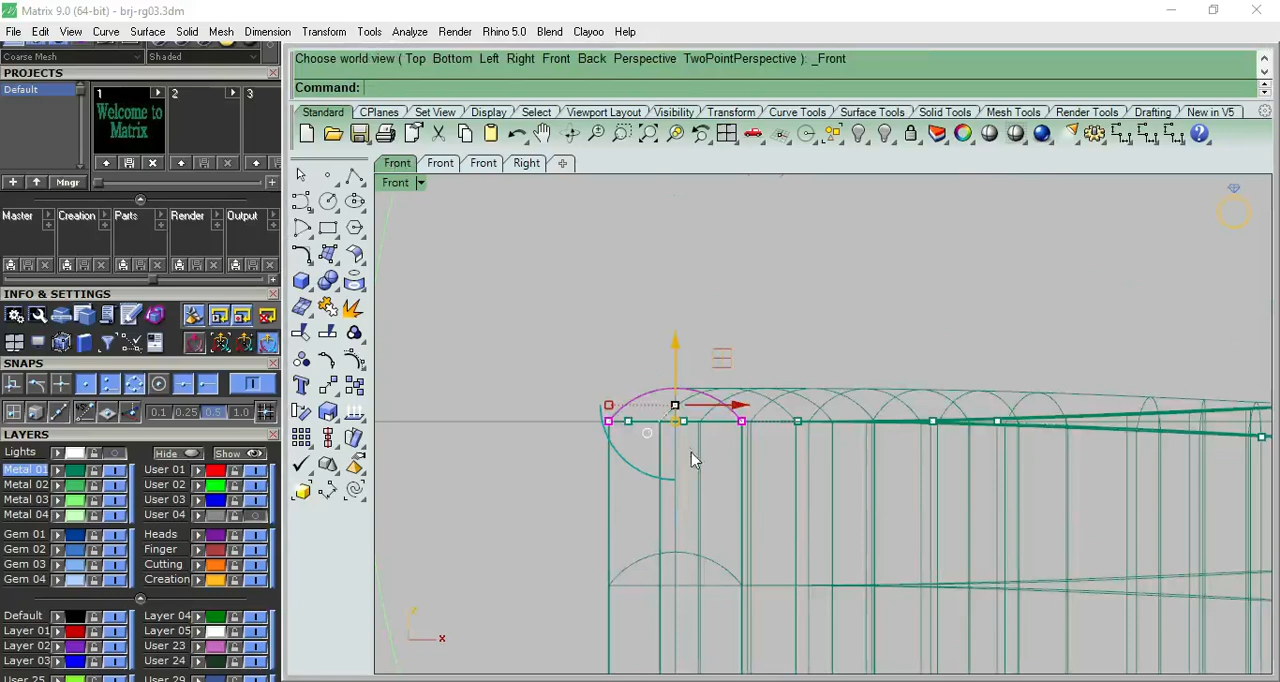 Matrix 9.0 (64-bit) - brj-rg03.3dm
File Edit View Curve Surface Solid Mesh Dimension Transform Tools Analyze Render Rhino 5.0 Blend Clayoo Help
Coarse Mesh Shaded
Choose world view ( Top Bottom Left Right Front Back Perspective TwoPointPerspective ): _Front
Command:
PROJECTS
Default
1 2 3
Welcome to
Matrix
Mngr
Standard CPlanes Set View Display Select Viewport Layout Visibility Transform Curve Tools Surface Tools Solid Tools Mesh Tools Render Tools Drafting New in V5
Front Front Front Right
Front
Master Creation Parts Render Output
INFO & SETTINGS
SNAPS
0.1 0.25 0.5 1.0
LAYERS
Lights Hide Show
Metal 01 User 01
Metal 02 User 02
Metal 03 User 03
Metal 04 User 04
Gem 01 Heads
Gem 02 Finger
Gem 03 Cutting
Gem 04 Creation
Default Layer 04
Layer 01 Layer 05
Layer 02 User 23
Layer 03 User 24
User 25 User 29
x